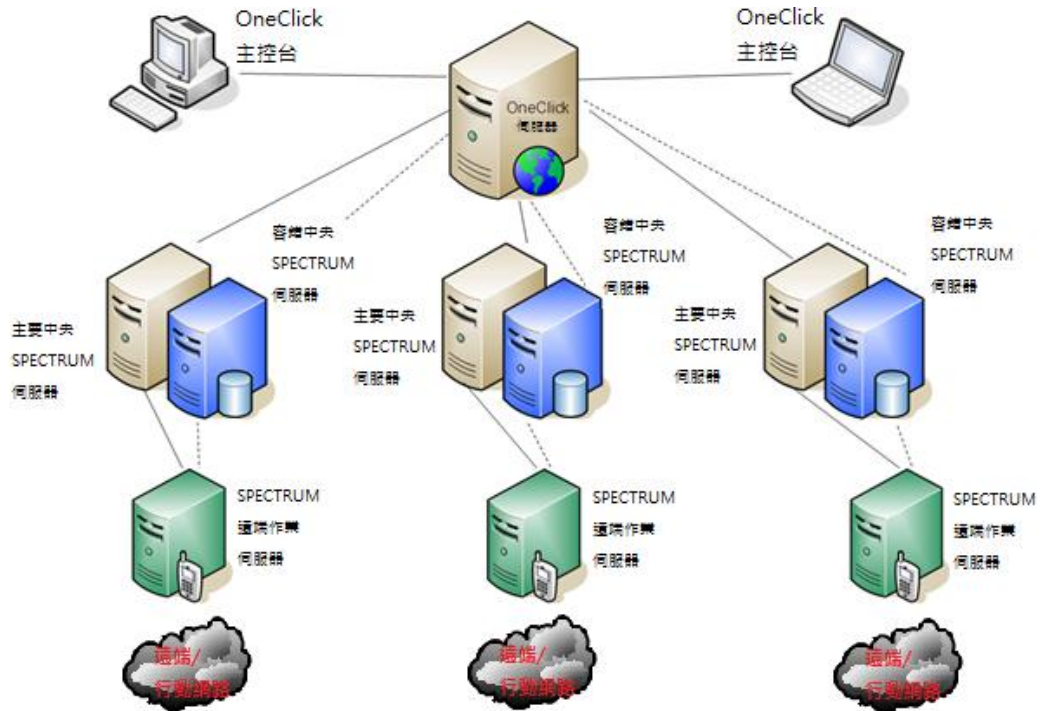 OneClick
主控台
OneClick
主控台
OneClick
伺服器
容錯中央
SPECTRUM
伺服器
容錯中央
SPECTRUM
伺服器
容錯中央
SPECTRUM
伺服器
主要中央
SPECTRUM
伺服器
主要中央
SPECTRUM
伺服器
主要中央
SPECTRUM
伺服器
SPECTRUM
遠端作業
伺服器
SPECTRUM
遠端作業
伺服器
SPECTRUM
遠端作業
伺服器
遠端/
行動網路
遠端/
行動網路
遠端/
行動網路